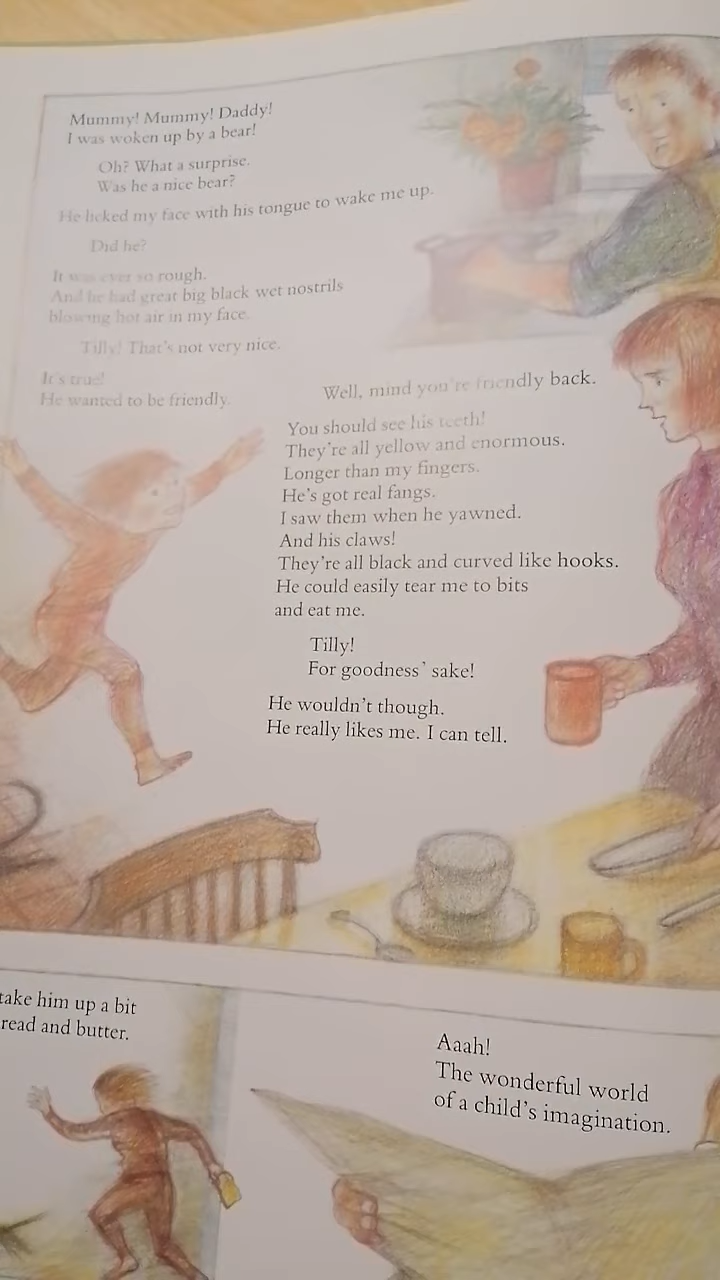 Mummy! Mummy! Daddy!
I was woken up by a bear!
Oh? What a surprise.
Was he a nice bear?
He licked my face with his tongue to wake me up.
Did he?
It was ever so rough.
And he had great big black wet nostrils
blowing hot air in my face.
Tilly! That's not very nice.
It's true!
He wanted to be friendly.
Well, mind you're friendly back.
You should see his teeth!
They're all yellow and enormous.
Longer than my fingers.
He's got real fangs.
I saw them when he yawned.
And his claws!
They're all black and curved like hooks.
He could easily tear me to bits
and eat me.
Tilly!
For goodness' sake!
He wouldn't though.
He really likes me. I can tell.
take him up a bit
read and butter.
Aaah!
The wonderful world
of a child's imagination.